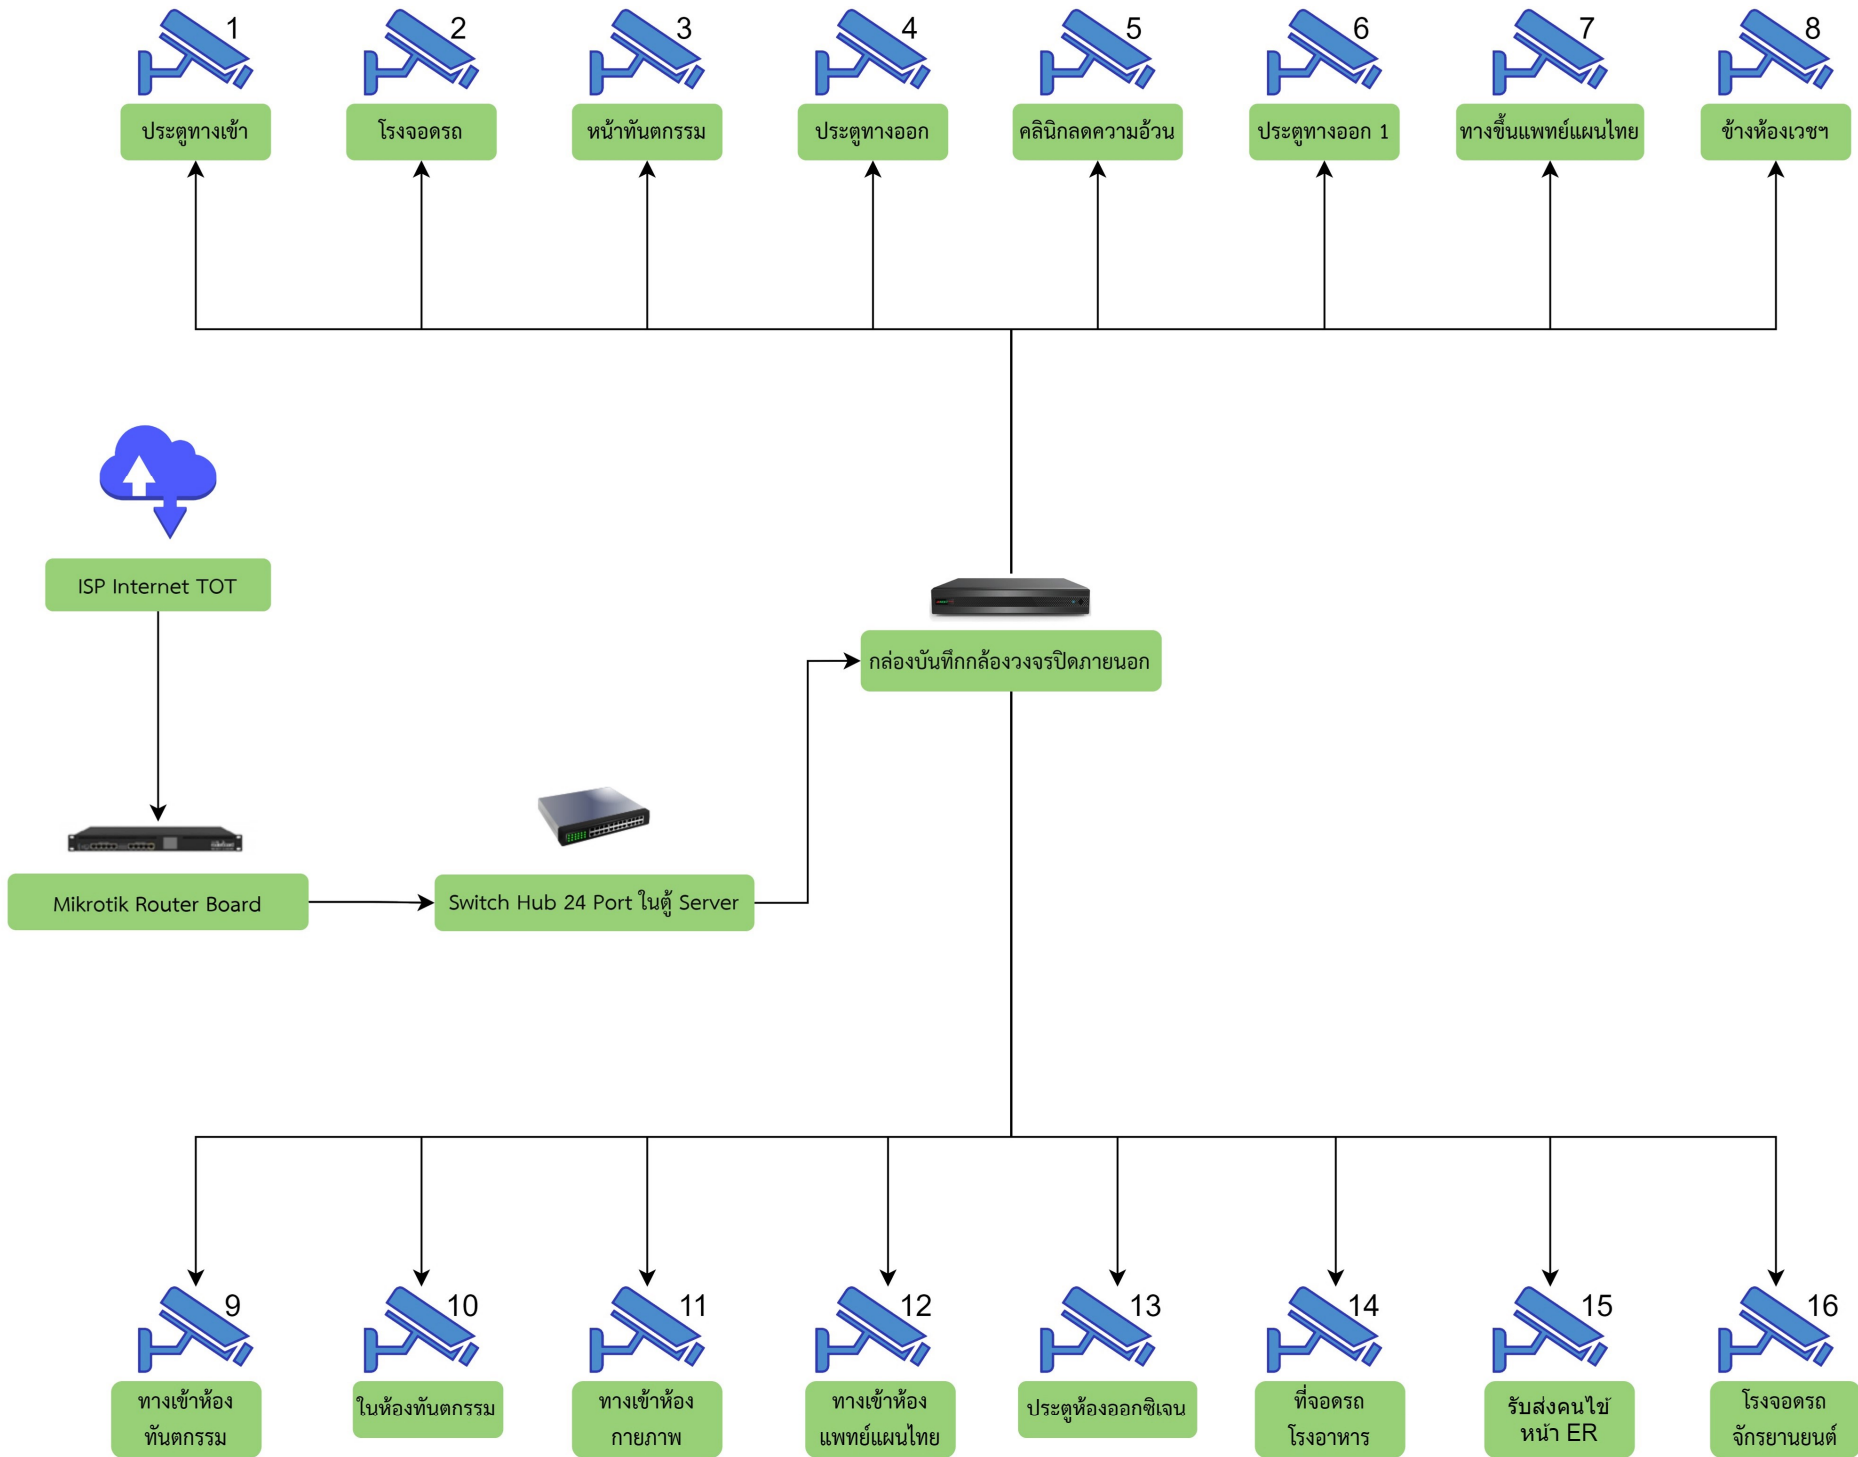 1
2
3
4
5
6
7
8
ประตูทางเข้า
โรงจอดรถ
หน้าทันตกรรม
ประตูทางออก
คลินิกลดความอ้วน
ประตูทางออก 1
ทางขึ้นแพทย์แผนไทย
ข้างห้องเวชฯ
ISP Internet TOT
กล่องบันทึกกล้องวงจรปิดภายนอก
Mikrotik Router Board
Switch Hub 24 Port ในตู้ Server
9
10
11
12
13
14
15
16
ทางเข้าห้อง
ทันตกรรม
ในห้องทันตกรรม
ทางเข้าห้อง
กายภาพ
ทางเข้าห้อง
แพทย์แผนไทย
ประตูห้องออกซิเจน
ที่จอดรถ
โรงอาหาร
รับส่งคนไข้
หน้า ER
โรงจอดรถ
จักรยานยนต์